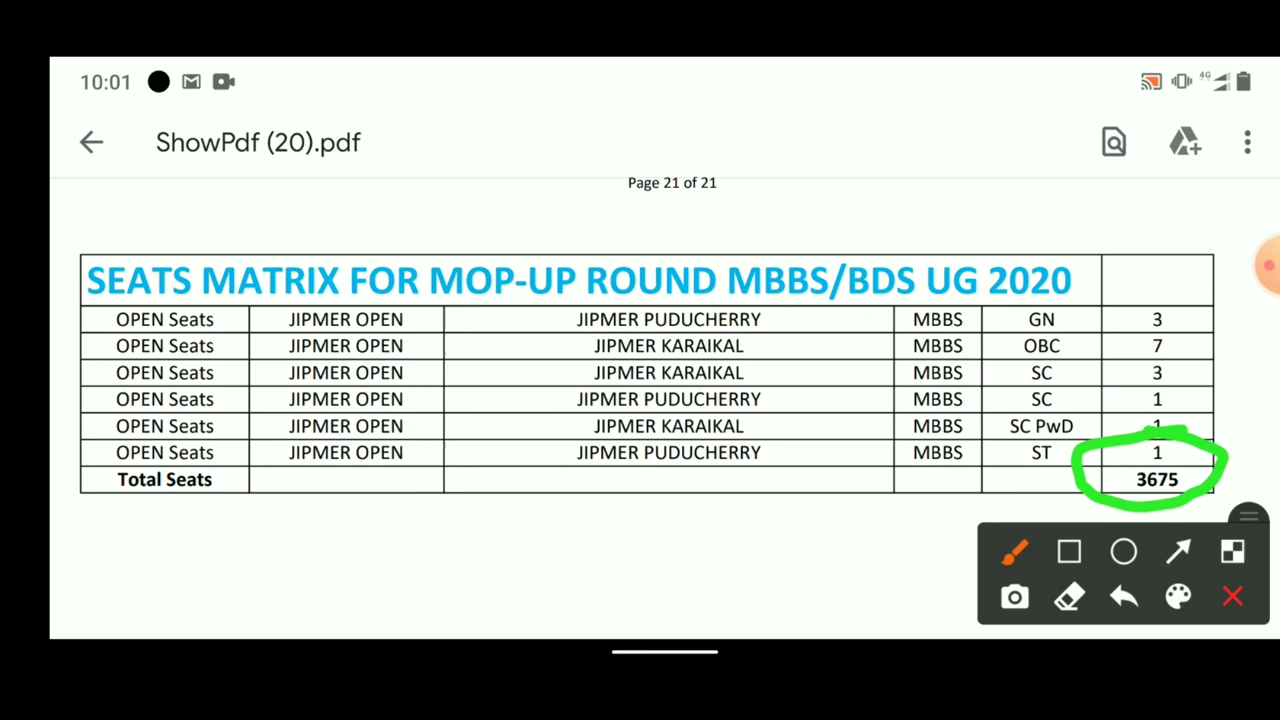 10:01 4G
ShowPdf (20).pdf
Page 21 of 21
SEATS MATRIX FOR MOP-UP ROUND MBBS/BDS UG 2020
OPEN Seats JIPMER OPEN JIPMER PUDUCHERRY MBBS GN 3
OPEN Seats JIPMER OPEN JIPMER KARAIKAL MBBS OBC 7
OPEN Seats JIPMER OPEN JIPMER KARAIKAL MBBS SC 3
OPEN Seats JIPMER OPEN JIPMER PUDUCHERRY MBBS SC 1
OPEN Seats JIPMER OPEN JIPMER KARAIKAL MBBS SC PwD 1
OPEN Seats JIPMER OPEN JIPMER PUDUCHERRY MBBS ST 1
Total Seats 3675